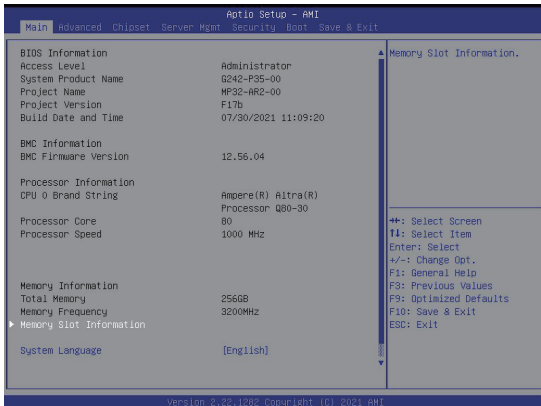 Aptio Setup – AMI
Main Advanced Chipset Server Mgmt Security Boot Save & Exit
BIOS Information
Access Level Administrator
System Product Name G242-P35-00
Project Name MP32-AR2-00
Project Version F17b
Build Date and Time 07/30/2021 11:09:20
BMC Information
BMC Firmware Version 12.56.04
Processor Information
CPU 0 Brand String Ampere(R) Altra(R)
Processor Q80-30
Processor Core 80
Processor Speed 1000 MHz
Memory Information
Total Memory 256GB
Memory Frequency 3200MHz
Memory Slot Information
System Language [English]
Memory Slot Information.
→←: Select Screen
↑↓: Select Item
Enter: Select
+/-: Change Opt.
F1: General Help
F3: Previous Values
F9: Optimized Defaults
F10: Save & Exit
ESC: Exit
Version 2.22.1282 Copyright (C) 2021 AMI